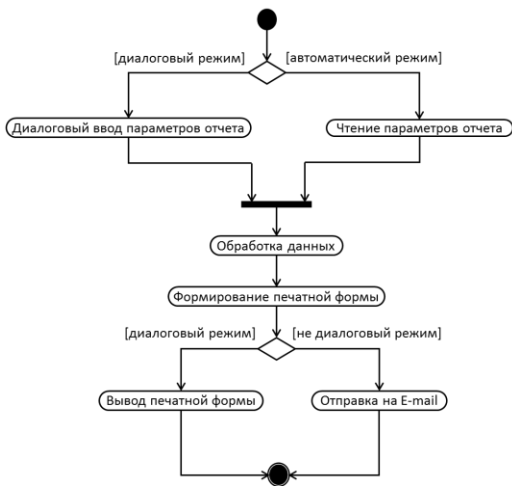 [диалоговый режим]
[автоматический режим]
Диалоговый ввод параметров отчета
Чтение параметров отчета
Обработка данных
Формирование печатной формы
[диалоговый режим]
[не диалоговый режим]
Вывод печатной формы
Отправка на E-mail